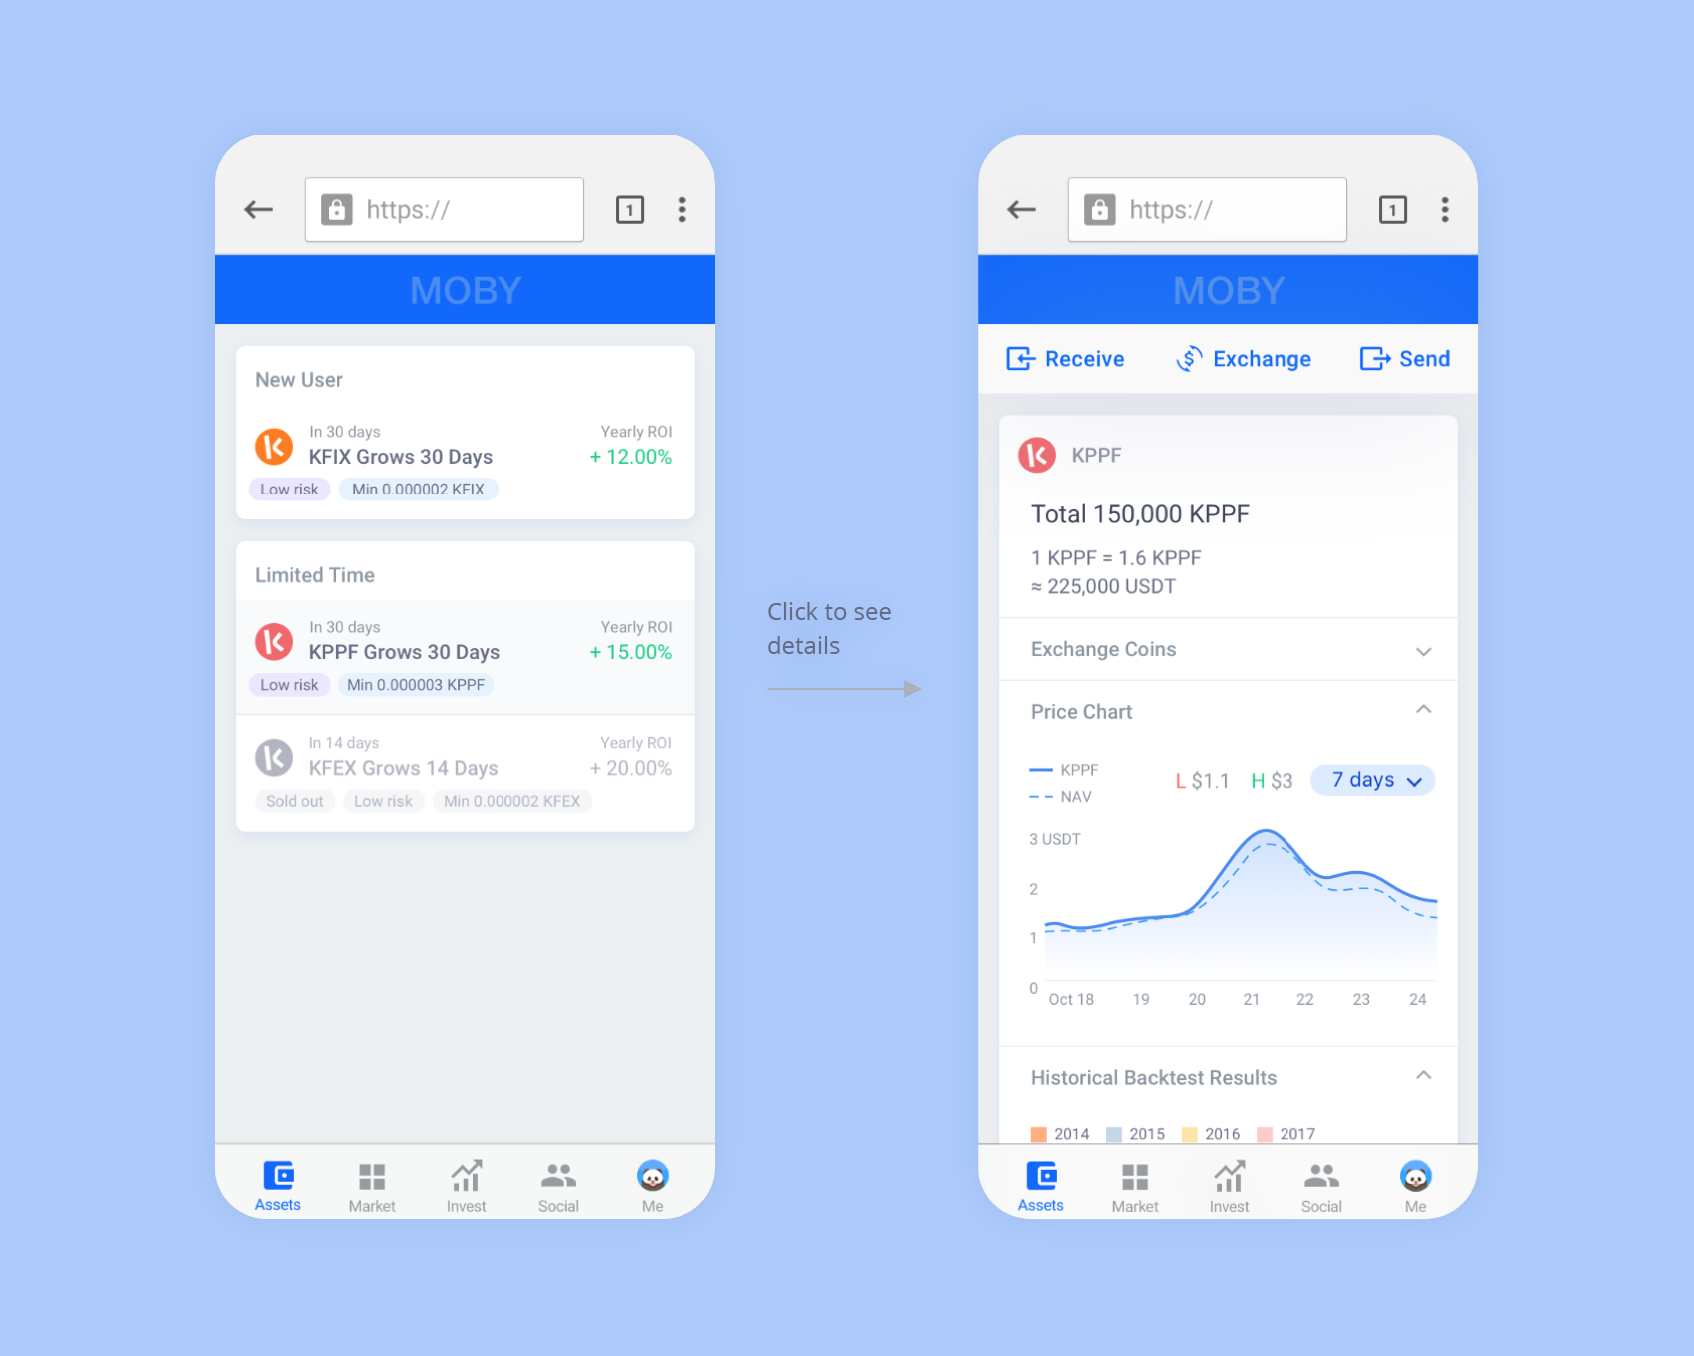 https://
1
MOBY
New User
In 30 days Yearly ROI
KFIX Grows 30 Days + 12.00%
Low risk Min 0.000002 KFIX
Limited Time
In 30 days Yearly ROI
KPPF Grows 30 Days + 15.00%
Low risk Min 0.000003 KPPF
In 14 days Yearly ROI
KFEX Grows 14 Days + 20.00%
Sold out Low risk Min 0.000002 KFEX
Assets Market Invest Social Me
Click to see
details
https://
1
MOBY
Receive Exchange Send
KPPF
Total 150,000 KPPF
1 KPPF = 1.6 KPPF
≈ 225,000 USDT
Exchange Coins
Price Chart
KPPF
NAV
L $1.1 H $3 7 days
3 USDT
2
1
0
Oct 18 19 20 21 22 23 24
Historical Backtest Results
2014 2015 2016 2017
Assets Market Invest Social Me